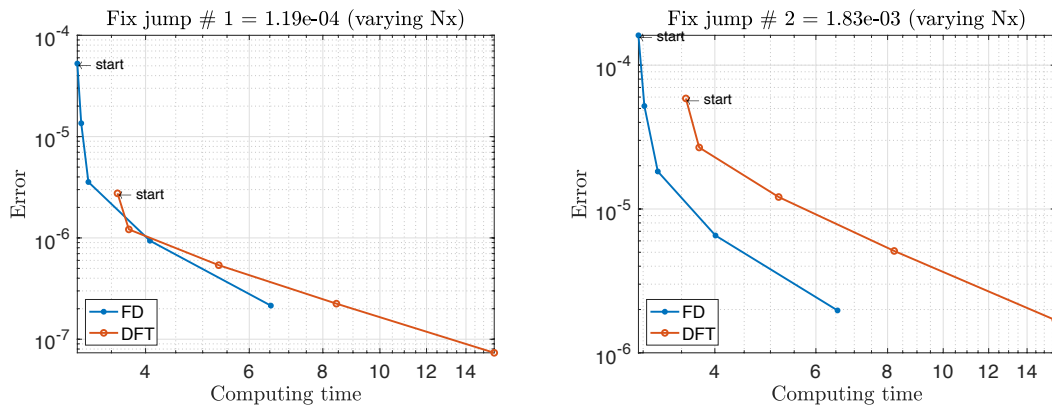 Fix jump # 1 = 1.19e-04 (varying Nx)
10^-4
10^-5
10^-6
10^-7
Error
start
start
FD
DFT
4 6 8 10 12 14
Computing time
Fix jump # 2 = 1.83e-03 (varying Nx)
10^-4
10^-5
10^-6
Error
start
start
FD
DFT
4 6 8 10 12 14
Computing time